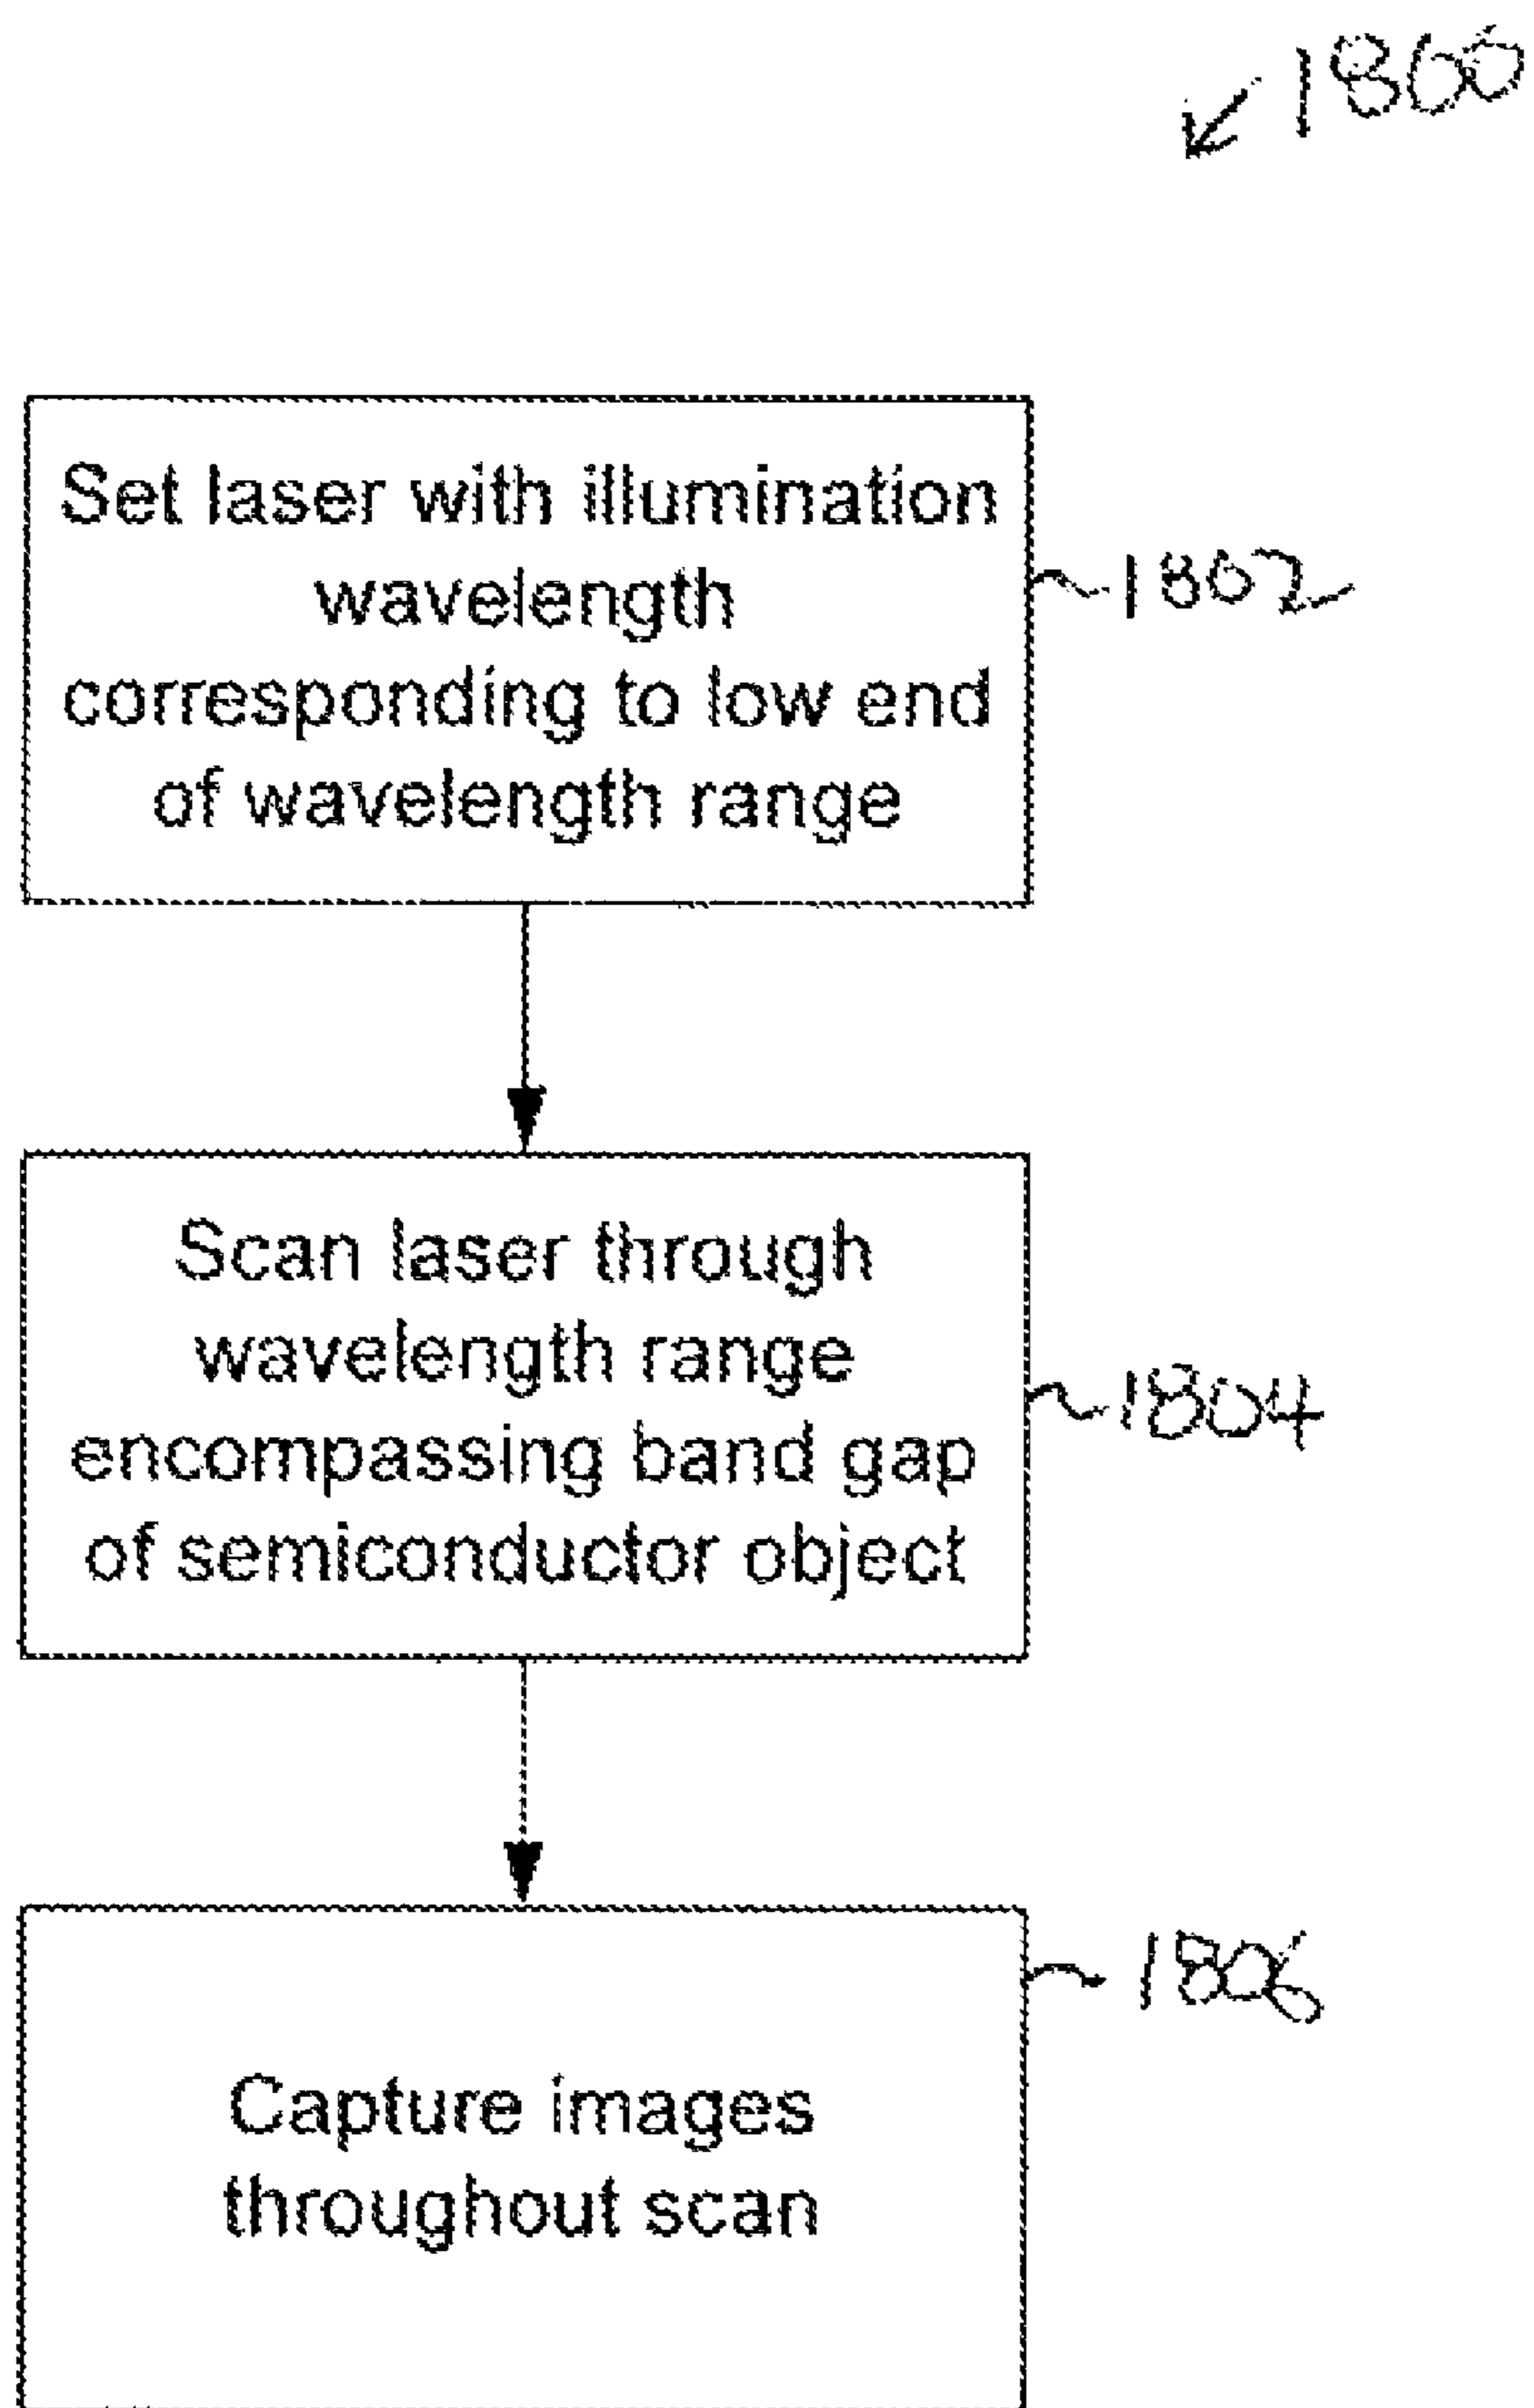 1800
Set laser with illumination
wavelength
corresponding to low end
of wavelength range
1802
Scan laser through
wavelength range
encompassing band gap
of semiconductor object
1804
1806
Capture images
throughout scan